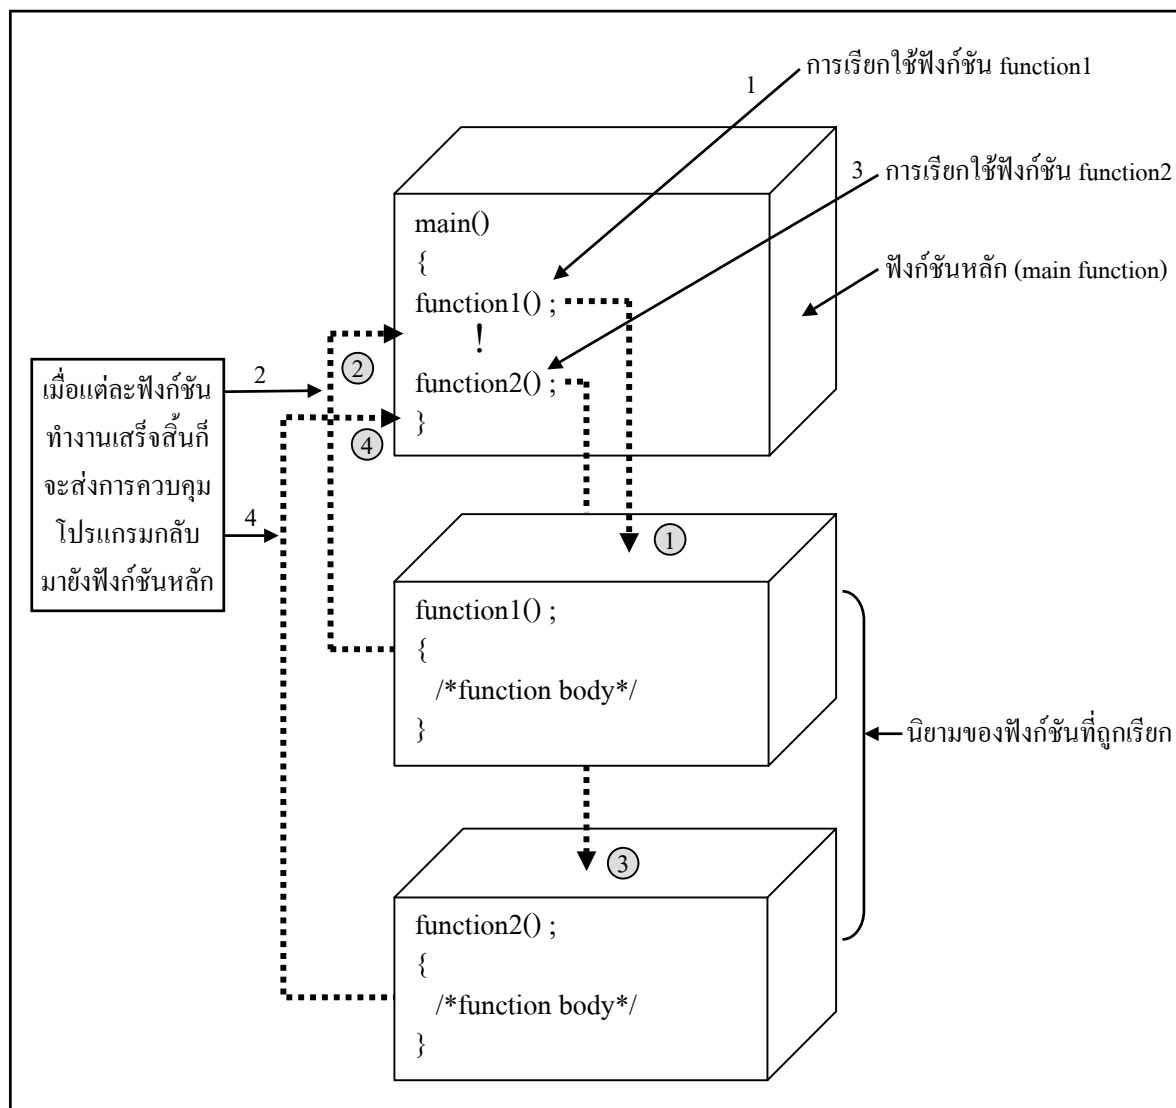 1
การเรียกใช้ฟังก์ชัน function1
3
การเรียกใช้ฟังก์ชัน function2
ฟังก์ชันหลัก (main function)
main()
{
function1() ;
!
function2() ;
}
2
4
เมื่อแต่ละฟังก์ชัน
ทำงานเสร็จสิ้นก็
จะส่งการควบคุม
โปรแกรมกลับ
มายังฟังก์ชันหลัก
2
4
1
function1() ;
{
/*function body*/
}
นิยามของฟังก์ชันที่ถูกเรียก
3
function2() ;
{
/*function body*/
}